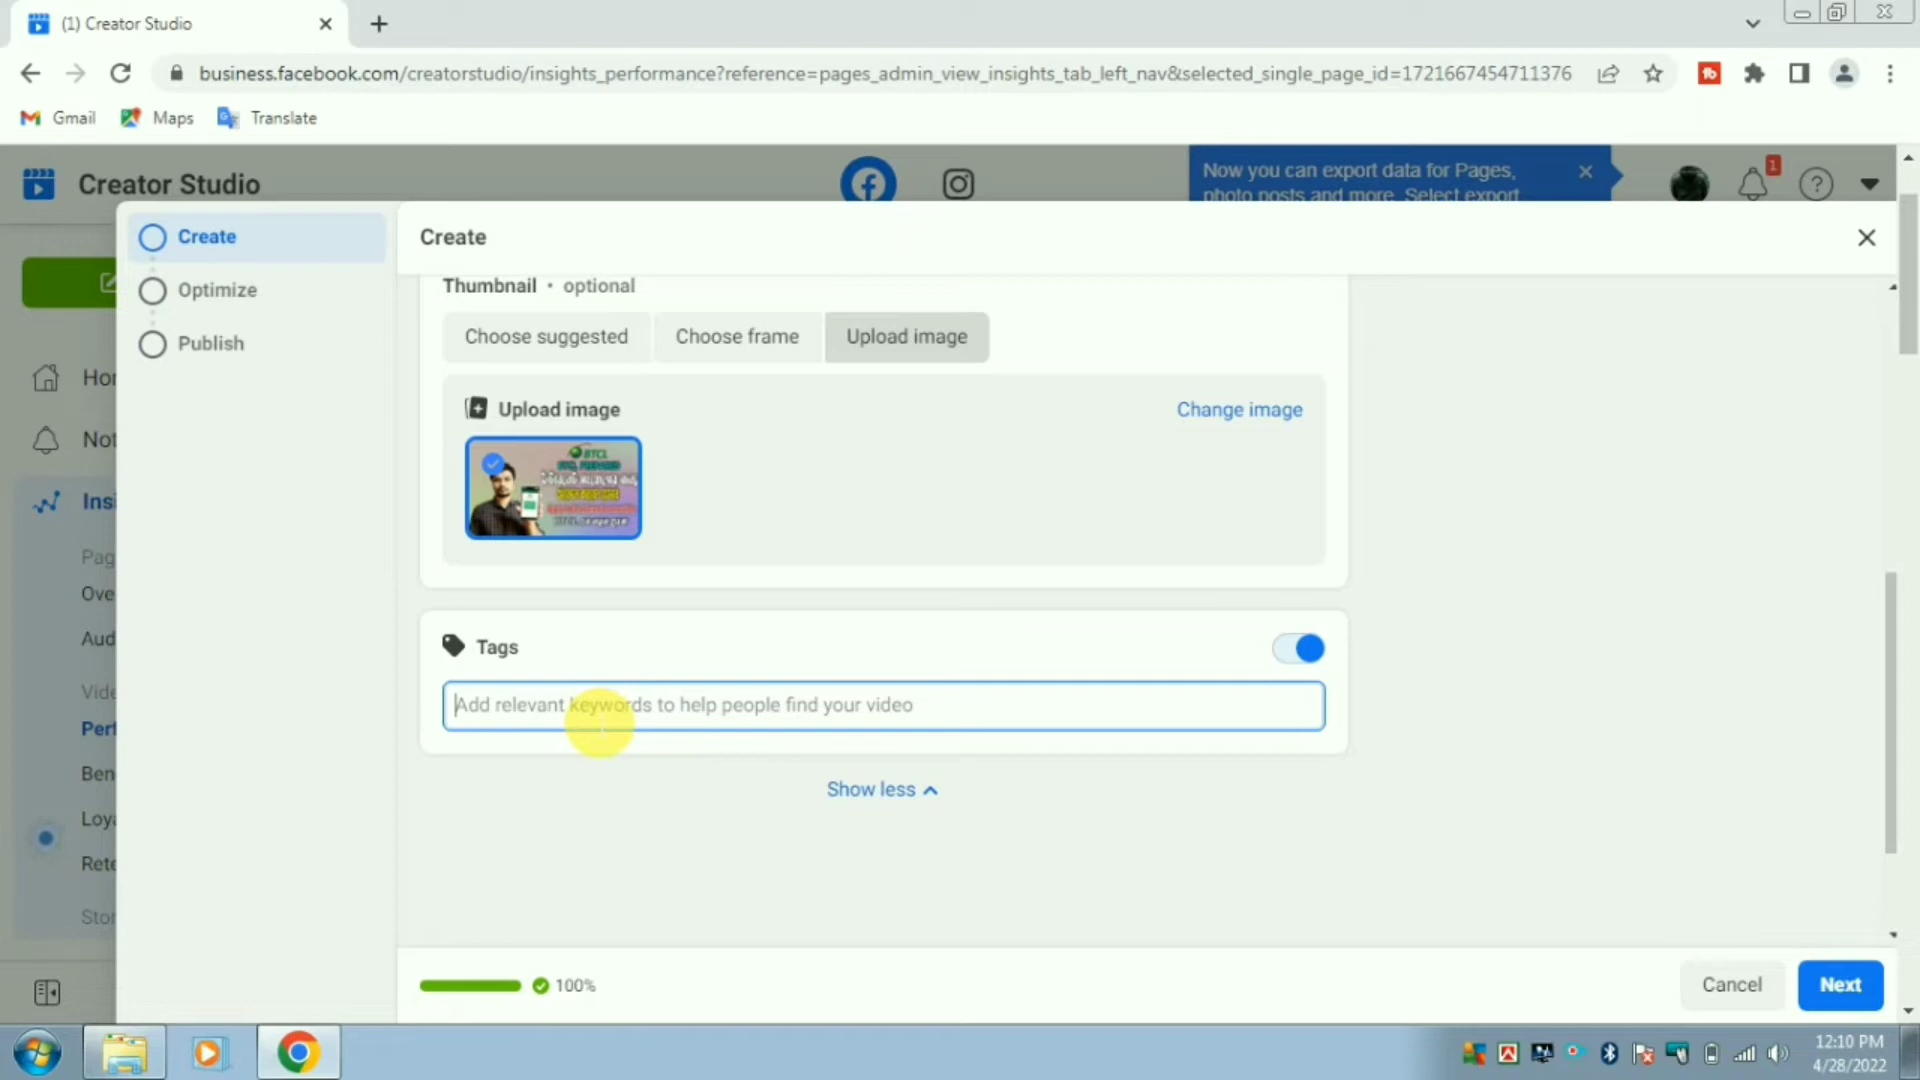 (1) Creator Studio
business.facebook.com/creatorstudio/insights_performance?reference=pages_admin_view_insights_tab_left_nav&selected_single_page_id=1721667454711376
Gmail
Maps
Translate
Creator Studio
Now you can export data for Pages,
photo posts and more. Select export
1
?
Create
Optimize
Publish
Create
Hor
Not
Insi
Pag
Ove
Aud
Vide
Perf
Ben
Loya
Rete
Stor
Thumbnail • optional
Choose suggested
Choose frame
Upload image
Upload image
Change image
BTCL
Tags
Add relevant keywords to help people find your video
Show less
100%
Cancel
Next
12:10 PM
4/28/2022